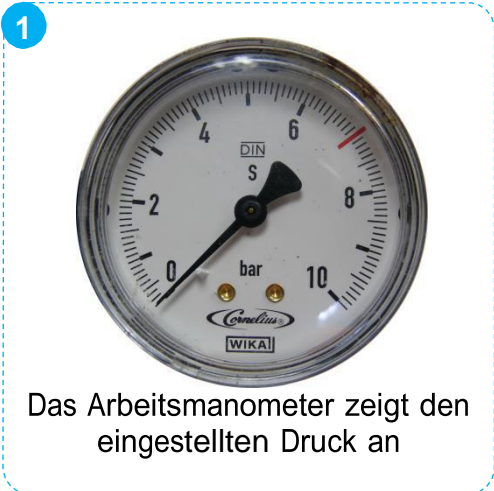 1
4
6
DIN
S
2
8
0
bar
10
Cornelius®
WIKA
Das Arbeitsmanometer zeigt den
eingestellten Druck an